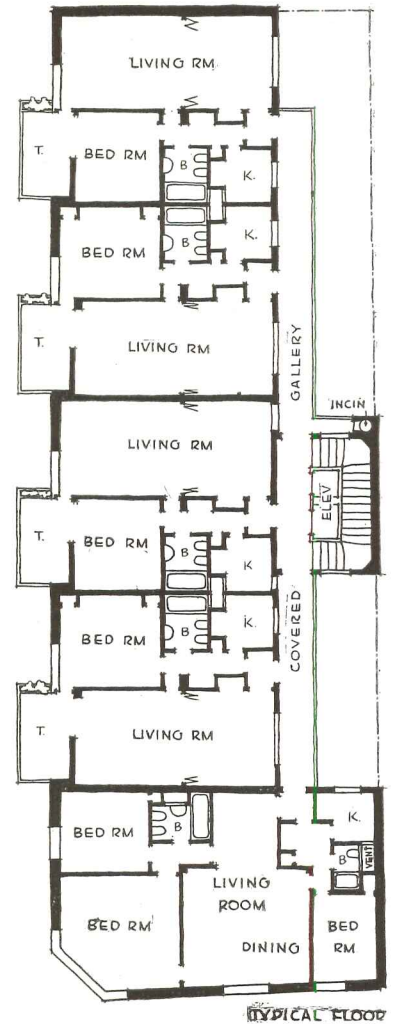 LIVING RM
T.
BED RM
B
K.
BED RM
B
K.
T.
LIVING RM
GALLERY
LIVING RM
INCIN
ELEV
T.
BED RM
B
K
BED RM
B
K.
COVERED
T.
LIVING RM
BED RM
B
K.
B
VENT
LIVING
ROOM
BED RM
BED
RM
DINING
TYPICAL FLOOR